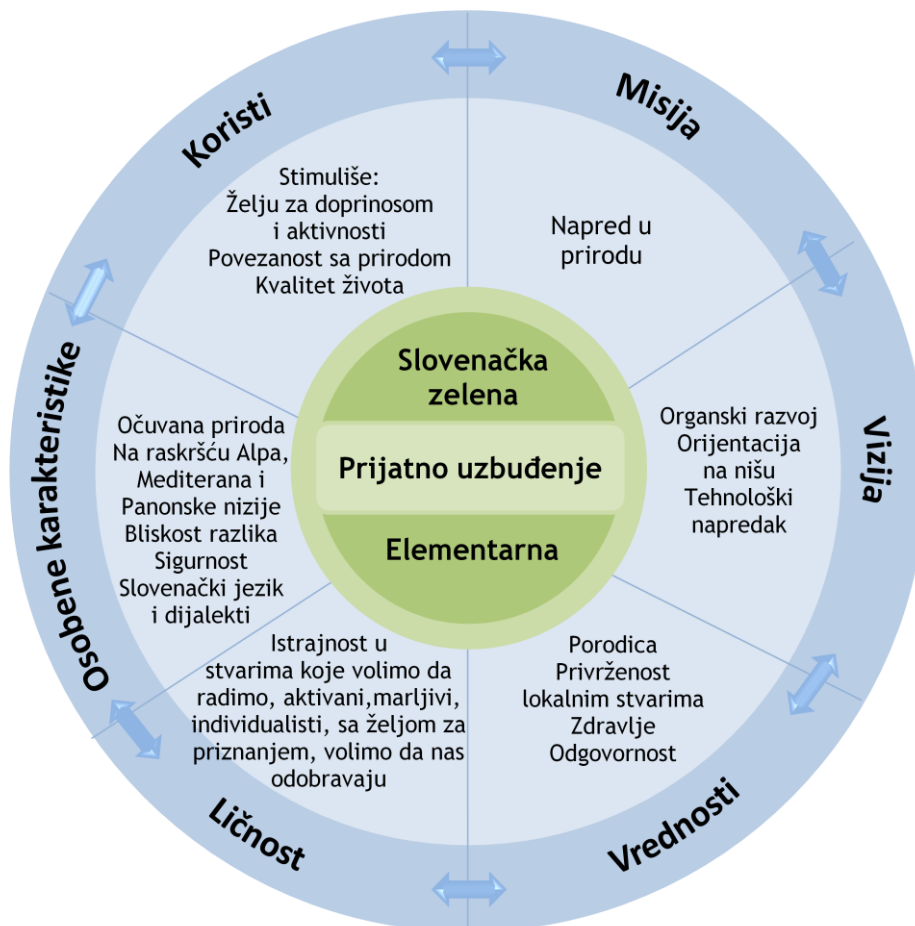 Koristi
Stimuliše:
Želju za doprinosom
i aktivnosti
Povezanost sa prirodom
Kvalitet života
Misija
Napred u
prirodu
Vizija
Organski razvoj
Orijentacija
na nišu
Tehnološki
napredak
Vrednosti
Porodica
Privrženost
lokalnim stvarima
Zdravlje
Odgovornost
Ličnost
Istrajnost u
stvarima koje volimo da
radimo, aktivani,marljivi,
individualisti, sa željom za
priznanjem, volimo da nas
odobravaju
Osobene karakteristike
Očuvana priroda
Na raskršću Alpa,
Mediterana i
Panonske nizije
Bliskost razlika
Sigurnost
Slovenački jezik
i dijalekti
Slovenačka
zelena
Prijatno uzbuđenje
Elementarna